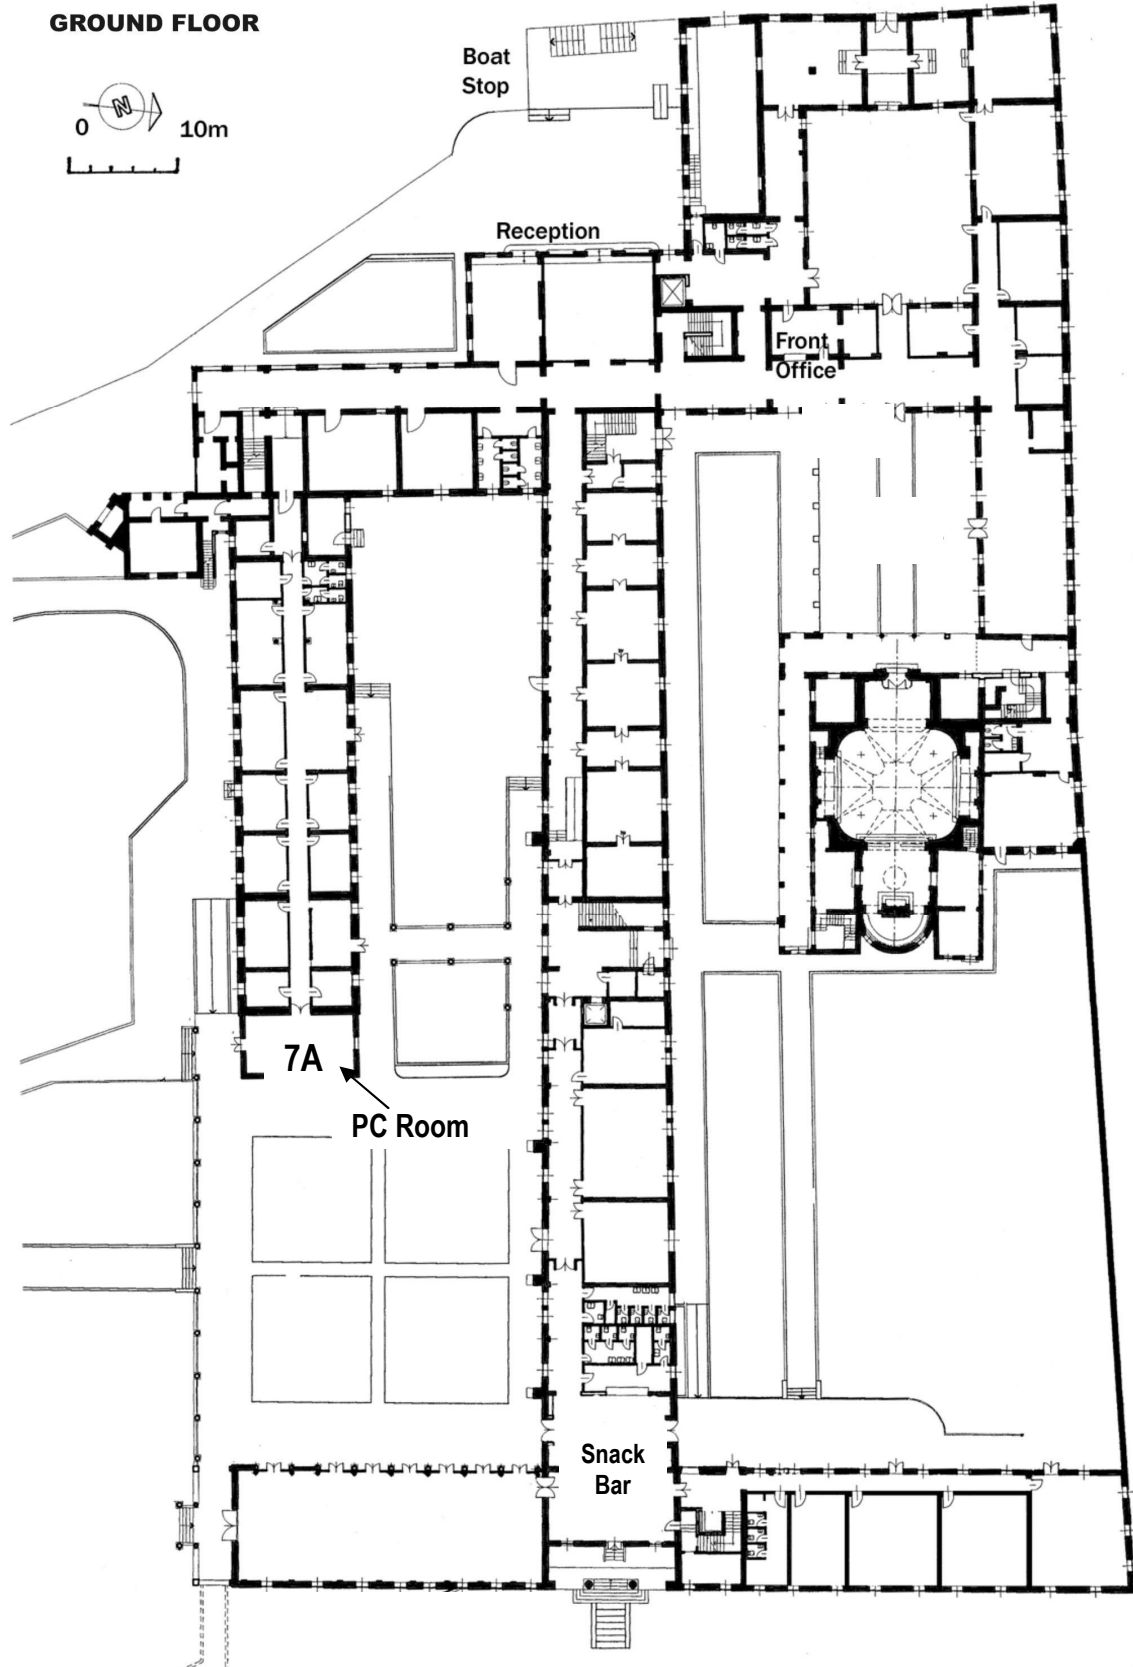 GROUND FLOOR
N
0 10m
Boat
Stop
Reception
Front
Office
7A
PC Room
Snack
Bar